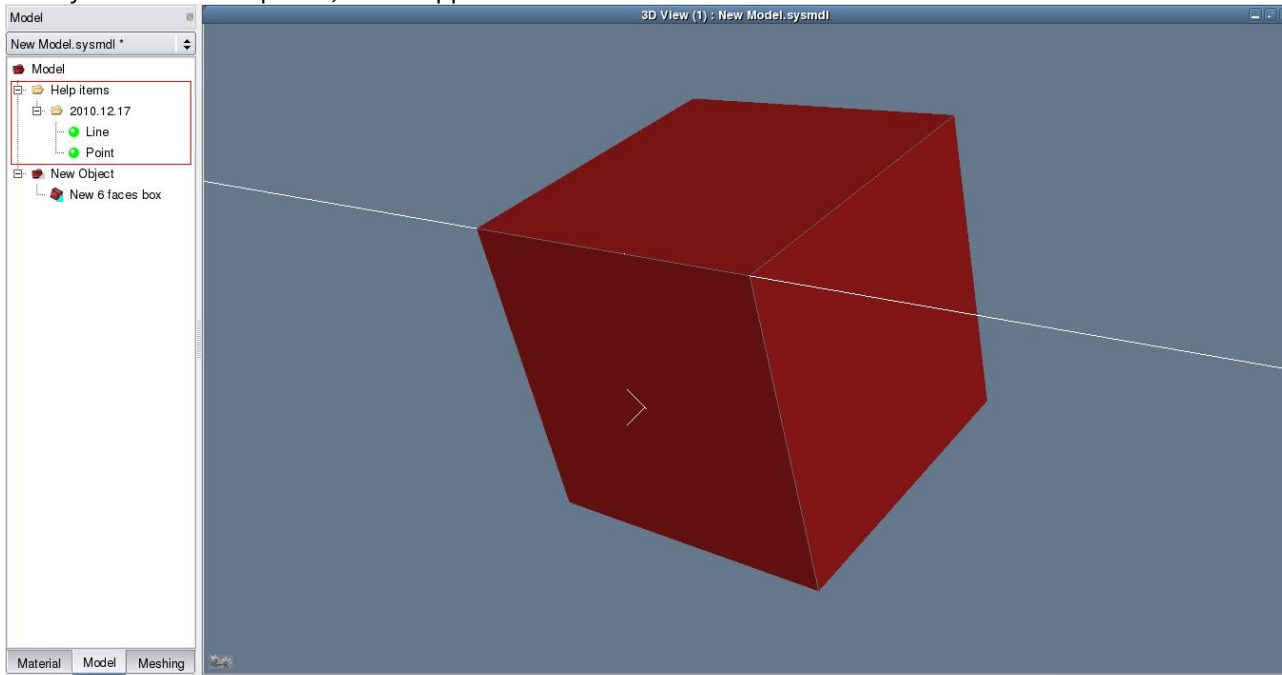 Model
3D View (1) : New Model.sysmdl
New Model.sysmdl *
Model
Help items
2010.12.17
Line
Point
New Object
New 6 faces box
Material Model Meshing